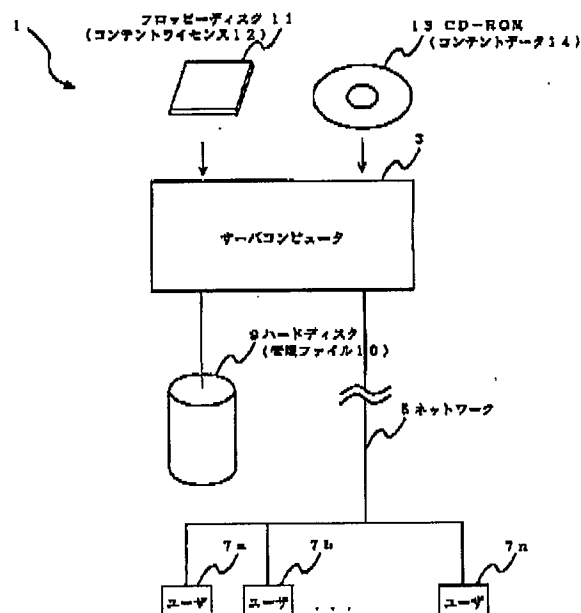 1
フロッピーディスク 11
(コンテントライセンス12)
13 CD-ROM
(コンテントデータ14)
3
サーバコンピュータ
9ハードディスク
(管理ファイル10)
5ネットワーク
7a
7b
7n
ユーザ
ユーザ
...
ユーザ